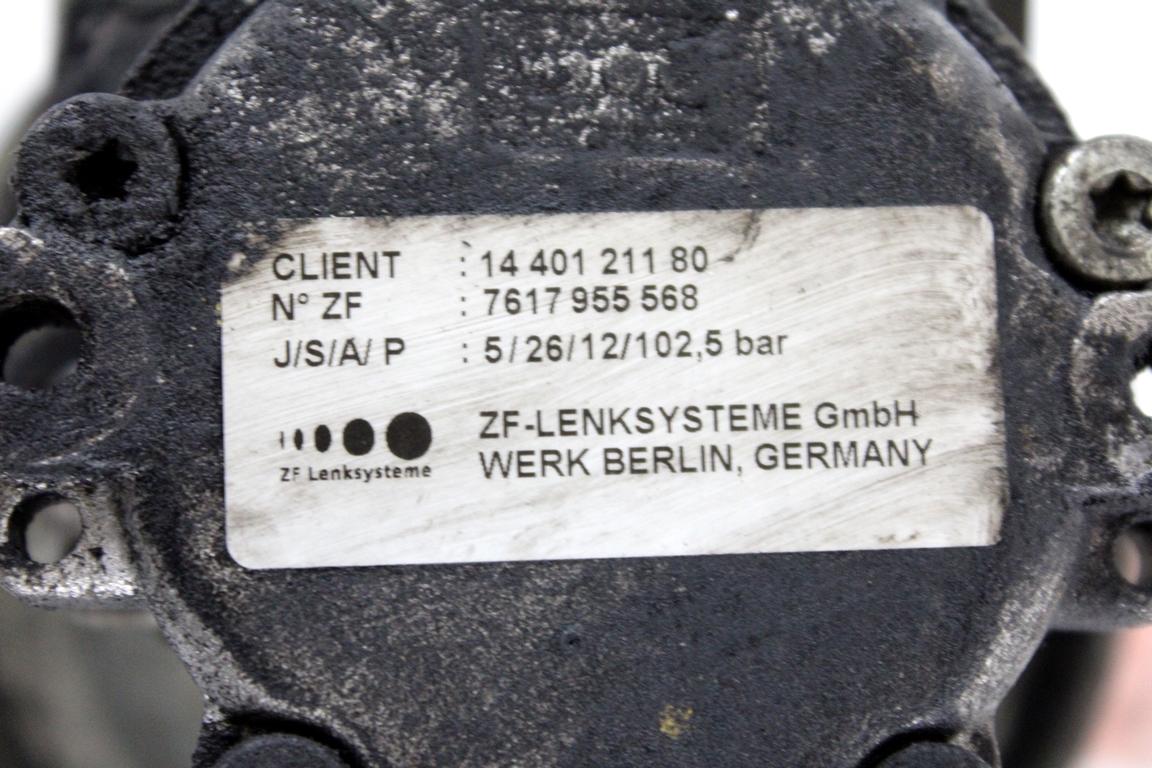 CLIENT : 14 401 211 80
N° ZF : 7617 955 568
J/S/A/ P : 5/26/12/102,5 bar
ZF Lenksysteme
ZF-LENKSYSTEME GmbH
WERK BERLIN, GERMANY